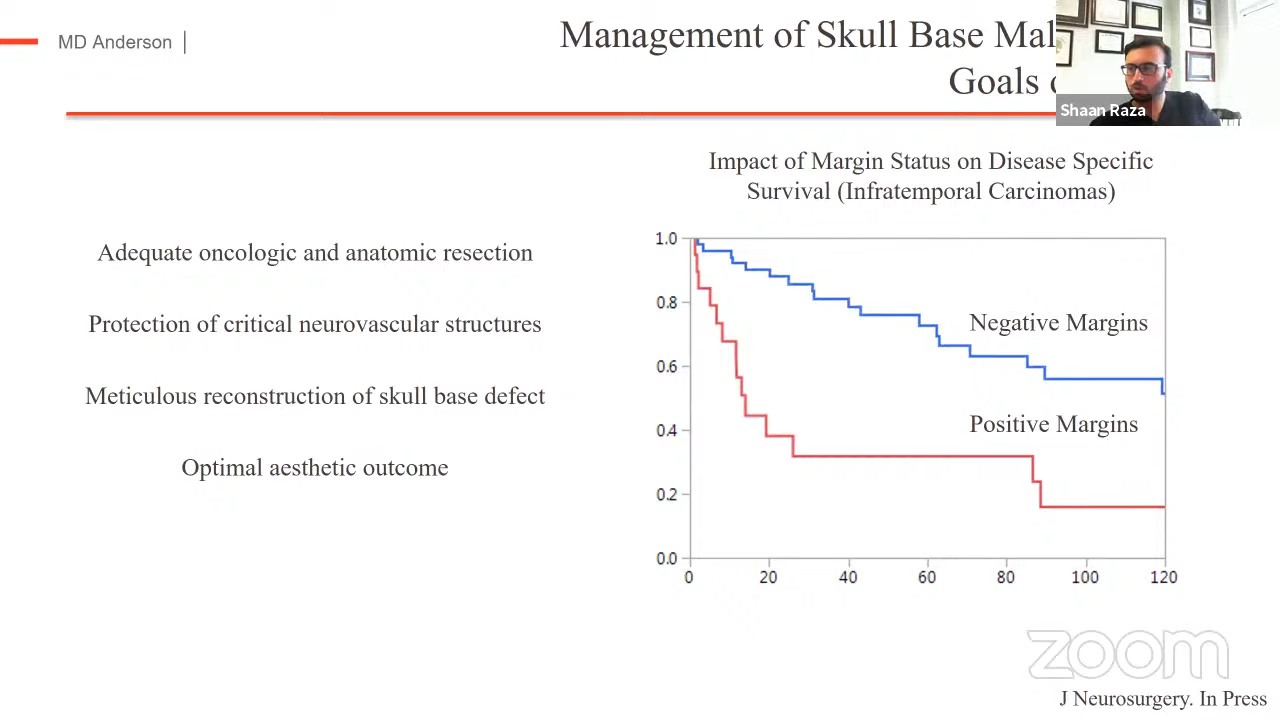 MD Anderson
Management of Skull Base
Goals
Shaan Raza
Impact of Margin Status on Disease Specific
Survival (Infratemporal Carcinomas)
Adequate oncologic and anatomic resection
Protection of critical neurovascular structures
Meticulous reconstruction of skull base defect
Optimal aesthetic outcome
1.0
0.8
0.6
0.4
0.2
0.0
Negative Margins
Positive Margins
0 20 40 60 80 100 120
zoom
J Neurosurgery. In Press